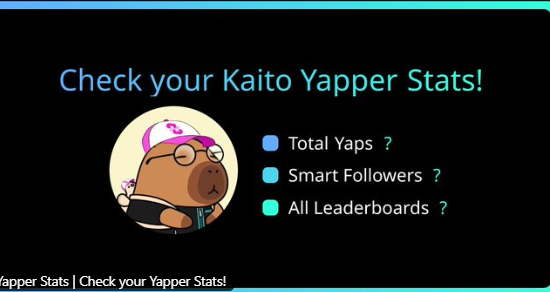 Check your Kaito Yapper Stats!
Total Yaps ?
Smart Followers ?
All Leaderboards ?
Yapper Stats | Check your Yapper Stats!